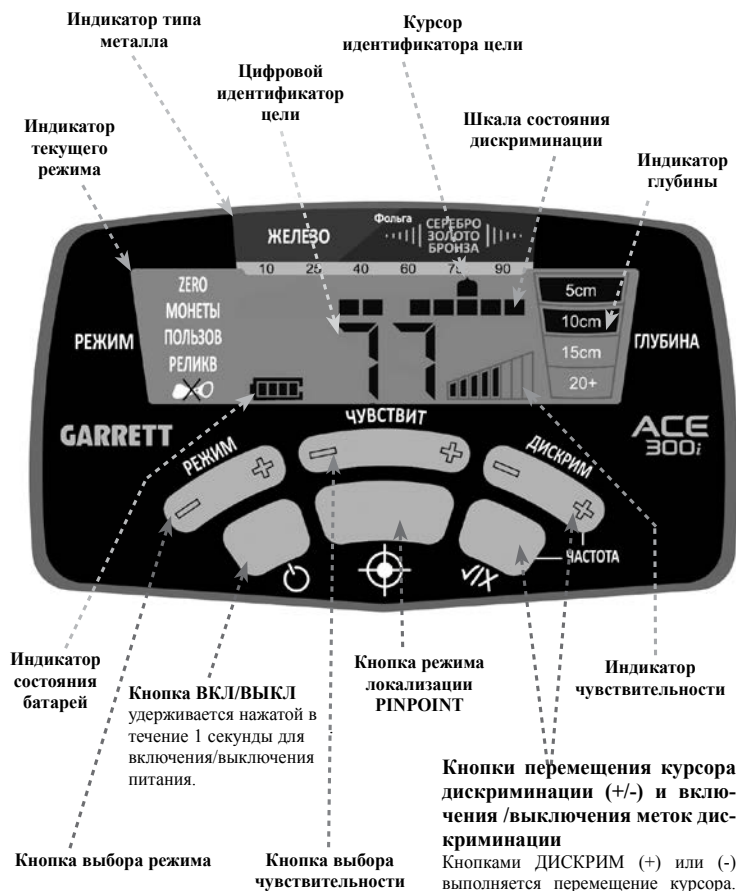 Индикатор типа
металла
Курсор
идентификатора цели
Цифровой
идентификатор
цели
Шкала состояния
дискриминации
Индикатор
текущего
режима
Индикатор
глубины
ЖЕЛЕЗО
Фольга
СЕРЕБРО
ЗОЛОТО
БРОНЗА
10 25 40 60 75 90
РЕЖИМ
ZERO
МОНЕТЫ
ПОЛЬЗОВ
РЕЛИКВ
77
5cm
10cm
15cm
20+
ГЛУБИНА
GARRETT
ACE
300i
РЕЖИМ
ЧУВСТВИТ
ДИСКРИМ
ЧАСТОТА
✓/X
Индикатор
состояния
батарей
Кнопка ВКЛ/ВЫКЛ
удерживается нажатой в
течение 1 секунды для
включения/выключения
питания.
Кнопка режима
локализации
PINPOINT
Индикатор
чувствительности
Кнопки перемещения курсора
дискриминации (+/-) и вклю-
чения /выключения меток дис-
криминации
Кнопками ДИСКРИМ (+) или (-)
выполняется перемещение курсора.
Кнопка выбора режима
Кнопка выбора
чувствительности